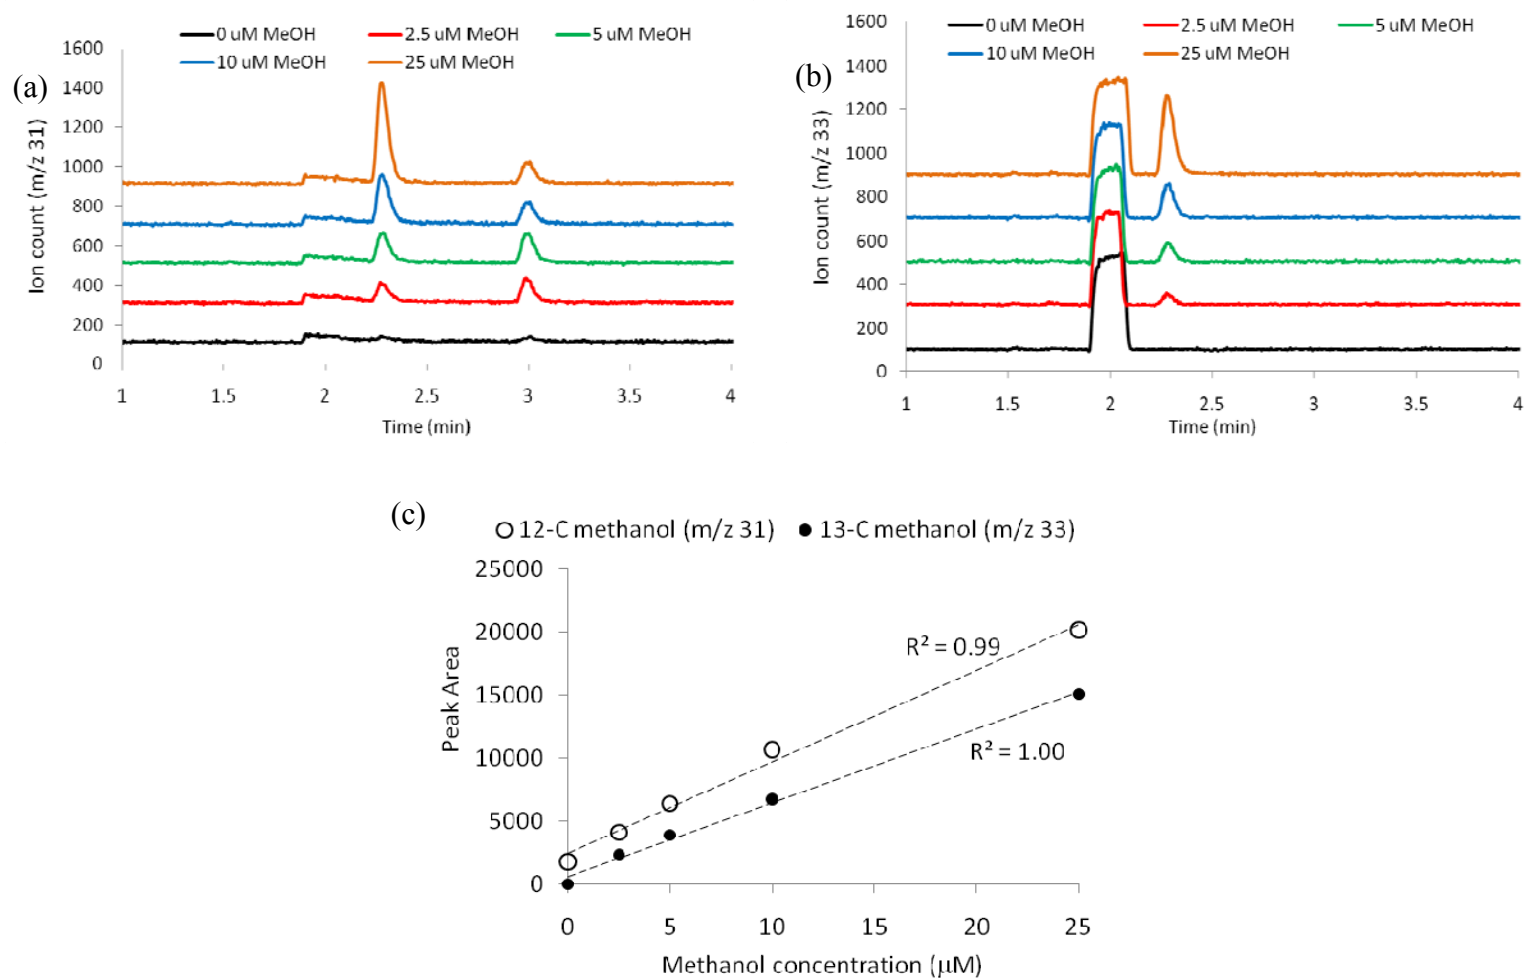 (a)
0 uM MeOH 2.5 uM MeOH 5 uM MeOH
10 uM MeOH 25 uM MeOH
Ion count (m/z 31)
1600
1400
1200
1000
800
600
400
200
0
1 2 2.5 3 3.5 4
Time (min)
(b)
0 uM MeOH 2.5 uM MeOH 5 uM MeOH
10 uM MeOH 25 uM MeOH
Ion count (m/z 33)
1600
1400
1200
1000
800
600
400
200
0
1 1.5 2 2.5 3 3.5 4
Time (min)
(c)
12-C methanol (m/z 31) 13-C methanol (m/z 33)
Peak Area
25000
20000
15000
10000
5000
0
R² = 0.99
R² = 1.00
0 5 10 15 20 25
Methanol concentration (μM)